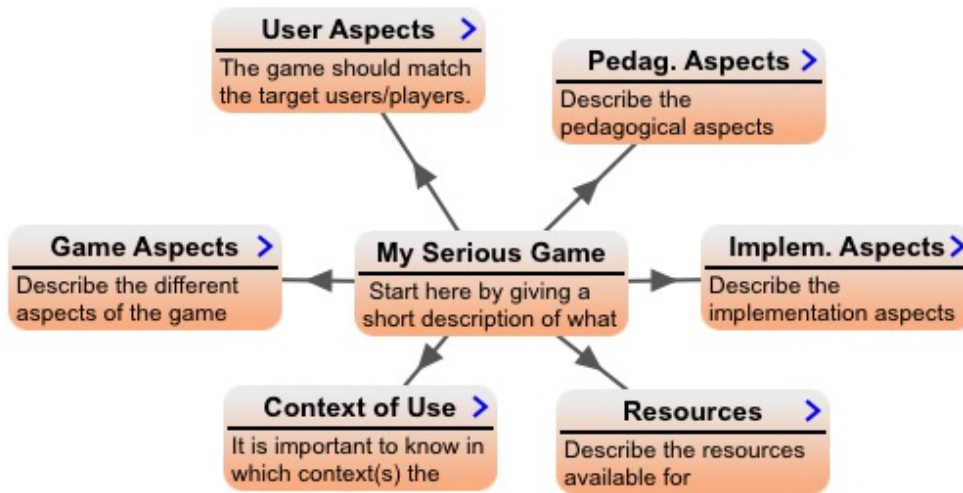 User Aspects
The game should match
the target users/players.
Pedag. Aspects
Describe the
pedagogical aspects
Game Aspects
Describe the different
aspects of the game
My Serious Game
Start here by giving a
short description of what
Implem. Aspects
Describe the
implementation aspects
Context of Use
It is important to know in
which context(s) the
Resources
Describe the resources
available for